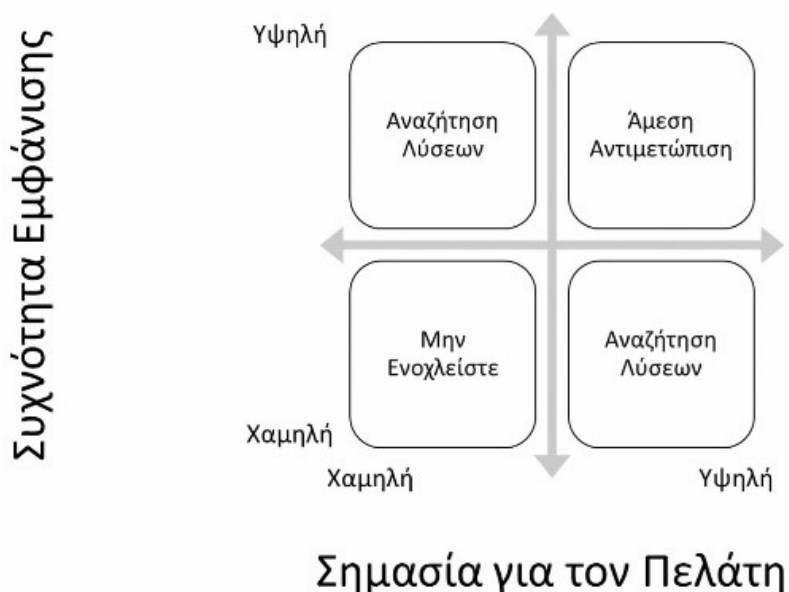 Συχνότητα Εμφάνισης
Υψηλή
Αναζήτηση
Λύσεων
Άμεση
Αντιμετώπιση
Μην
Ενοχλείστε
Αναζήτηση
Λύσεων
Χαμηλή
Χαμηλή
Υψηλή
Σημασία για τον Πελάτη